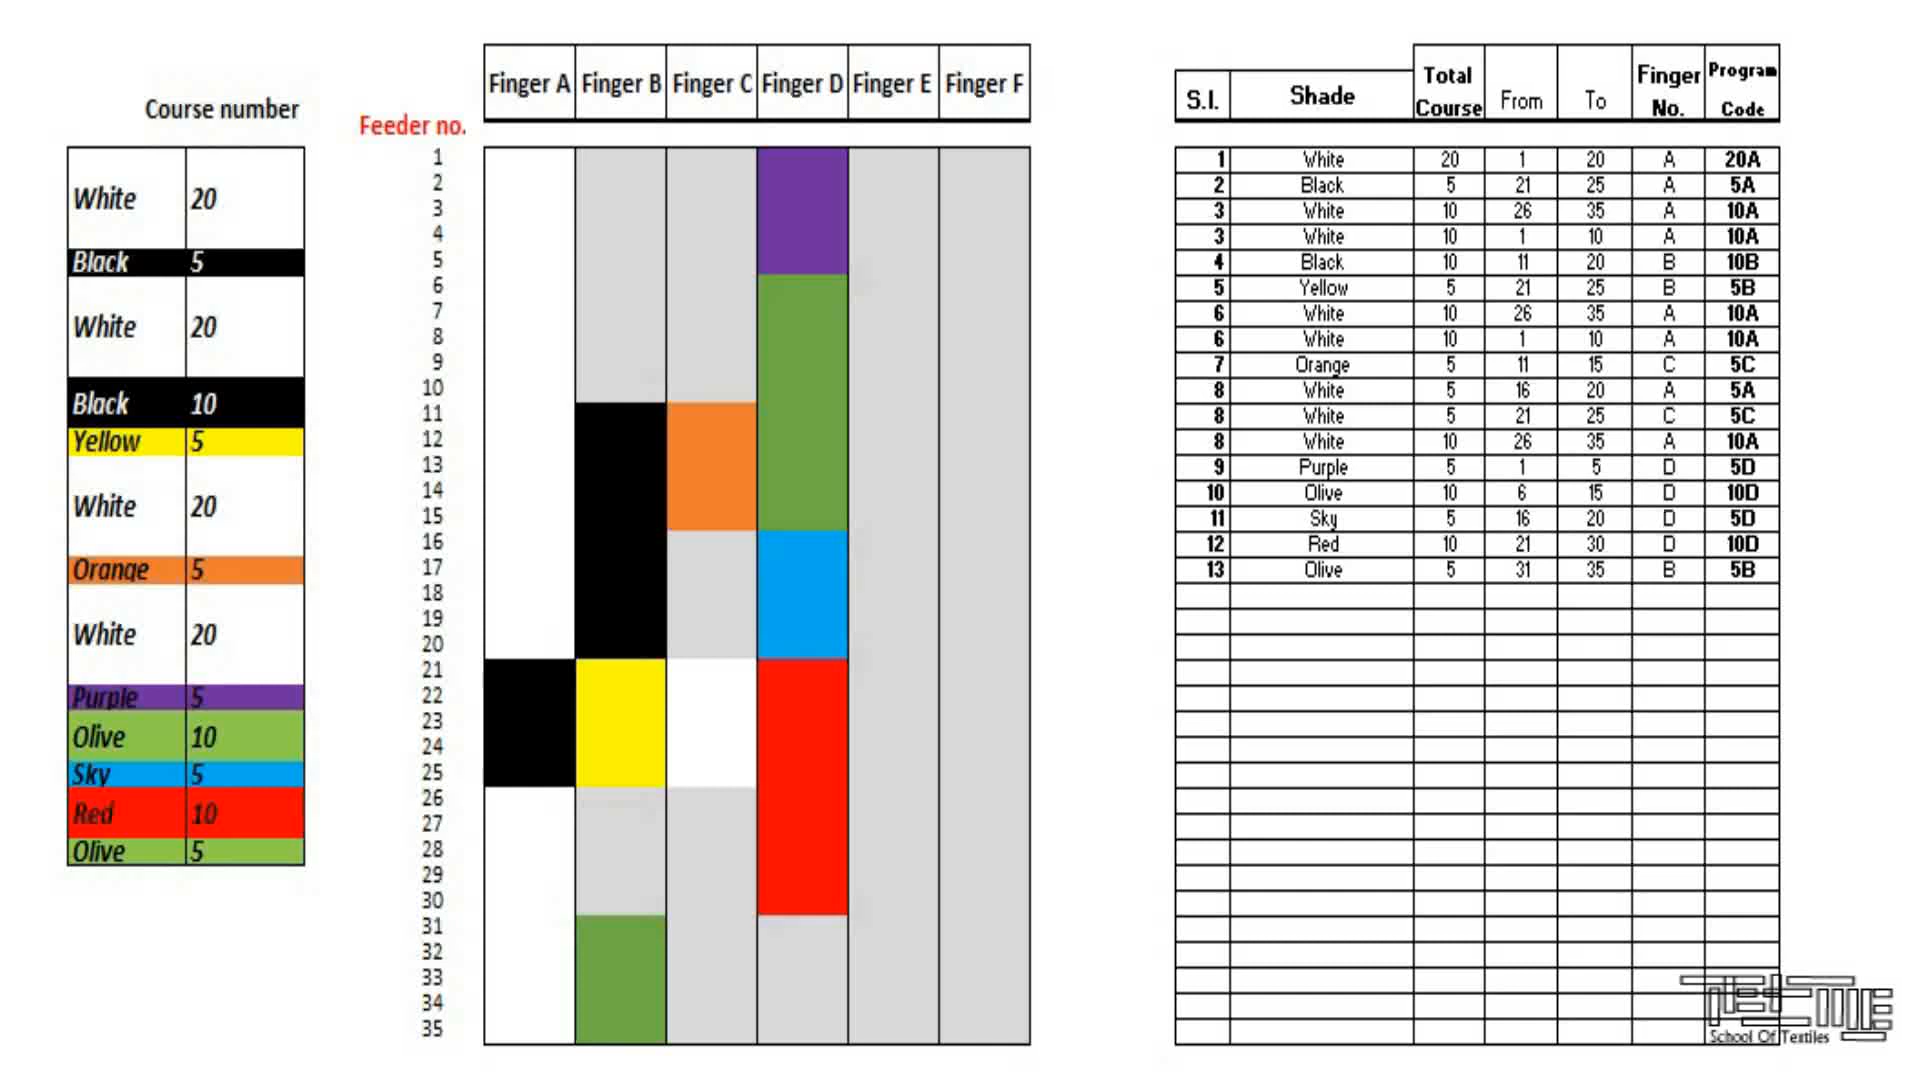 Course number
White 20
Black 5
White 20
Black 10
Yellow 5
White 20
Orange 5
White 20
Purple 5
Olive 10
Sky 5
Red 10
Olive 5
Feeder no.
Finger A Finger B Finger C Finger D Finger E Finger F
1
2
3
4
5
6
7
8
9
10
11
12
13
14
15
16
17
18
19
20
21
22
23
24
25
26
27
28
29
30
31
32
33
34
35
S.I. Shade Total Course From To Finger No. Program Code
1 White 20 1 20 A 20A
2 Black 5 21 25 A 5A
3 White 10 26 35 A 10A
3 White 10 1 10 A 10A
4 Black 10 11 20 B 10B
5 Yellow 5 21 25 B 5B
6 White 10 26 35 A 10A
6 White 10 1 10 A 10A
7 Orange 5 11 15 C 5C
8 White 5 16 20 A 5A
8 White 5 21 25 C 5C
8 White 10 26 35 A 10A
9 Purple 5 1 5 D 5D
10 Olive 10 6 15 D 10D
11 Sky 5 16 20 D 5D
12 Red 10 21 30 D 10D
13 Olive 5 31 35 B 5B
School Of Textiles